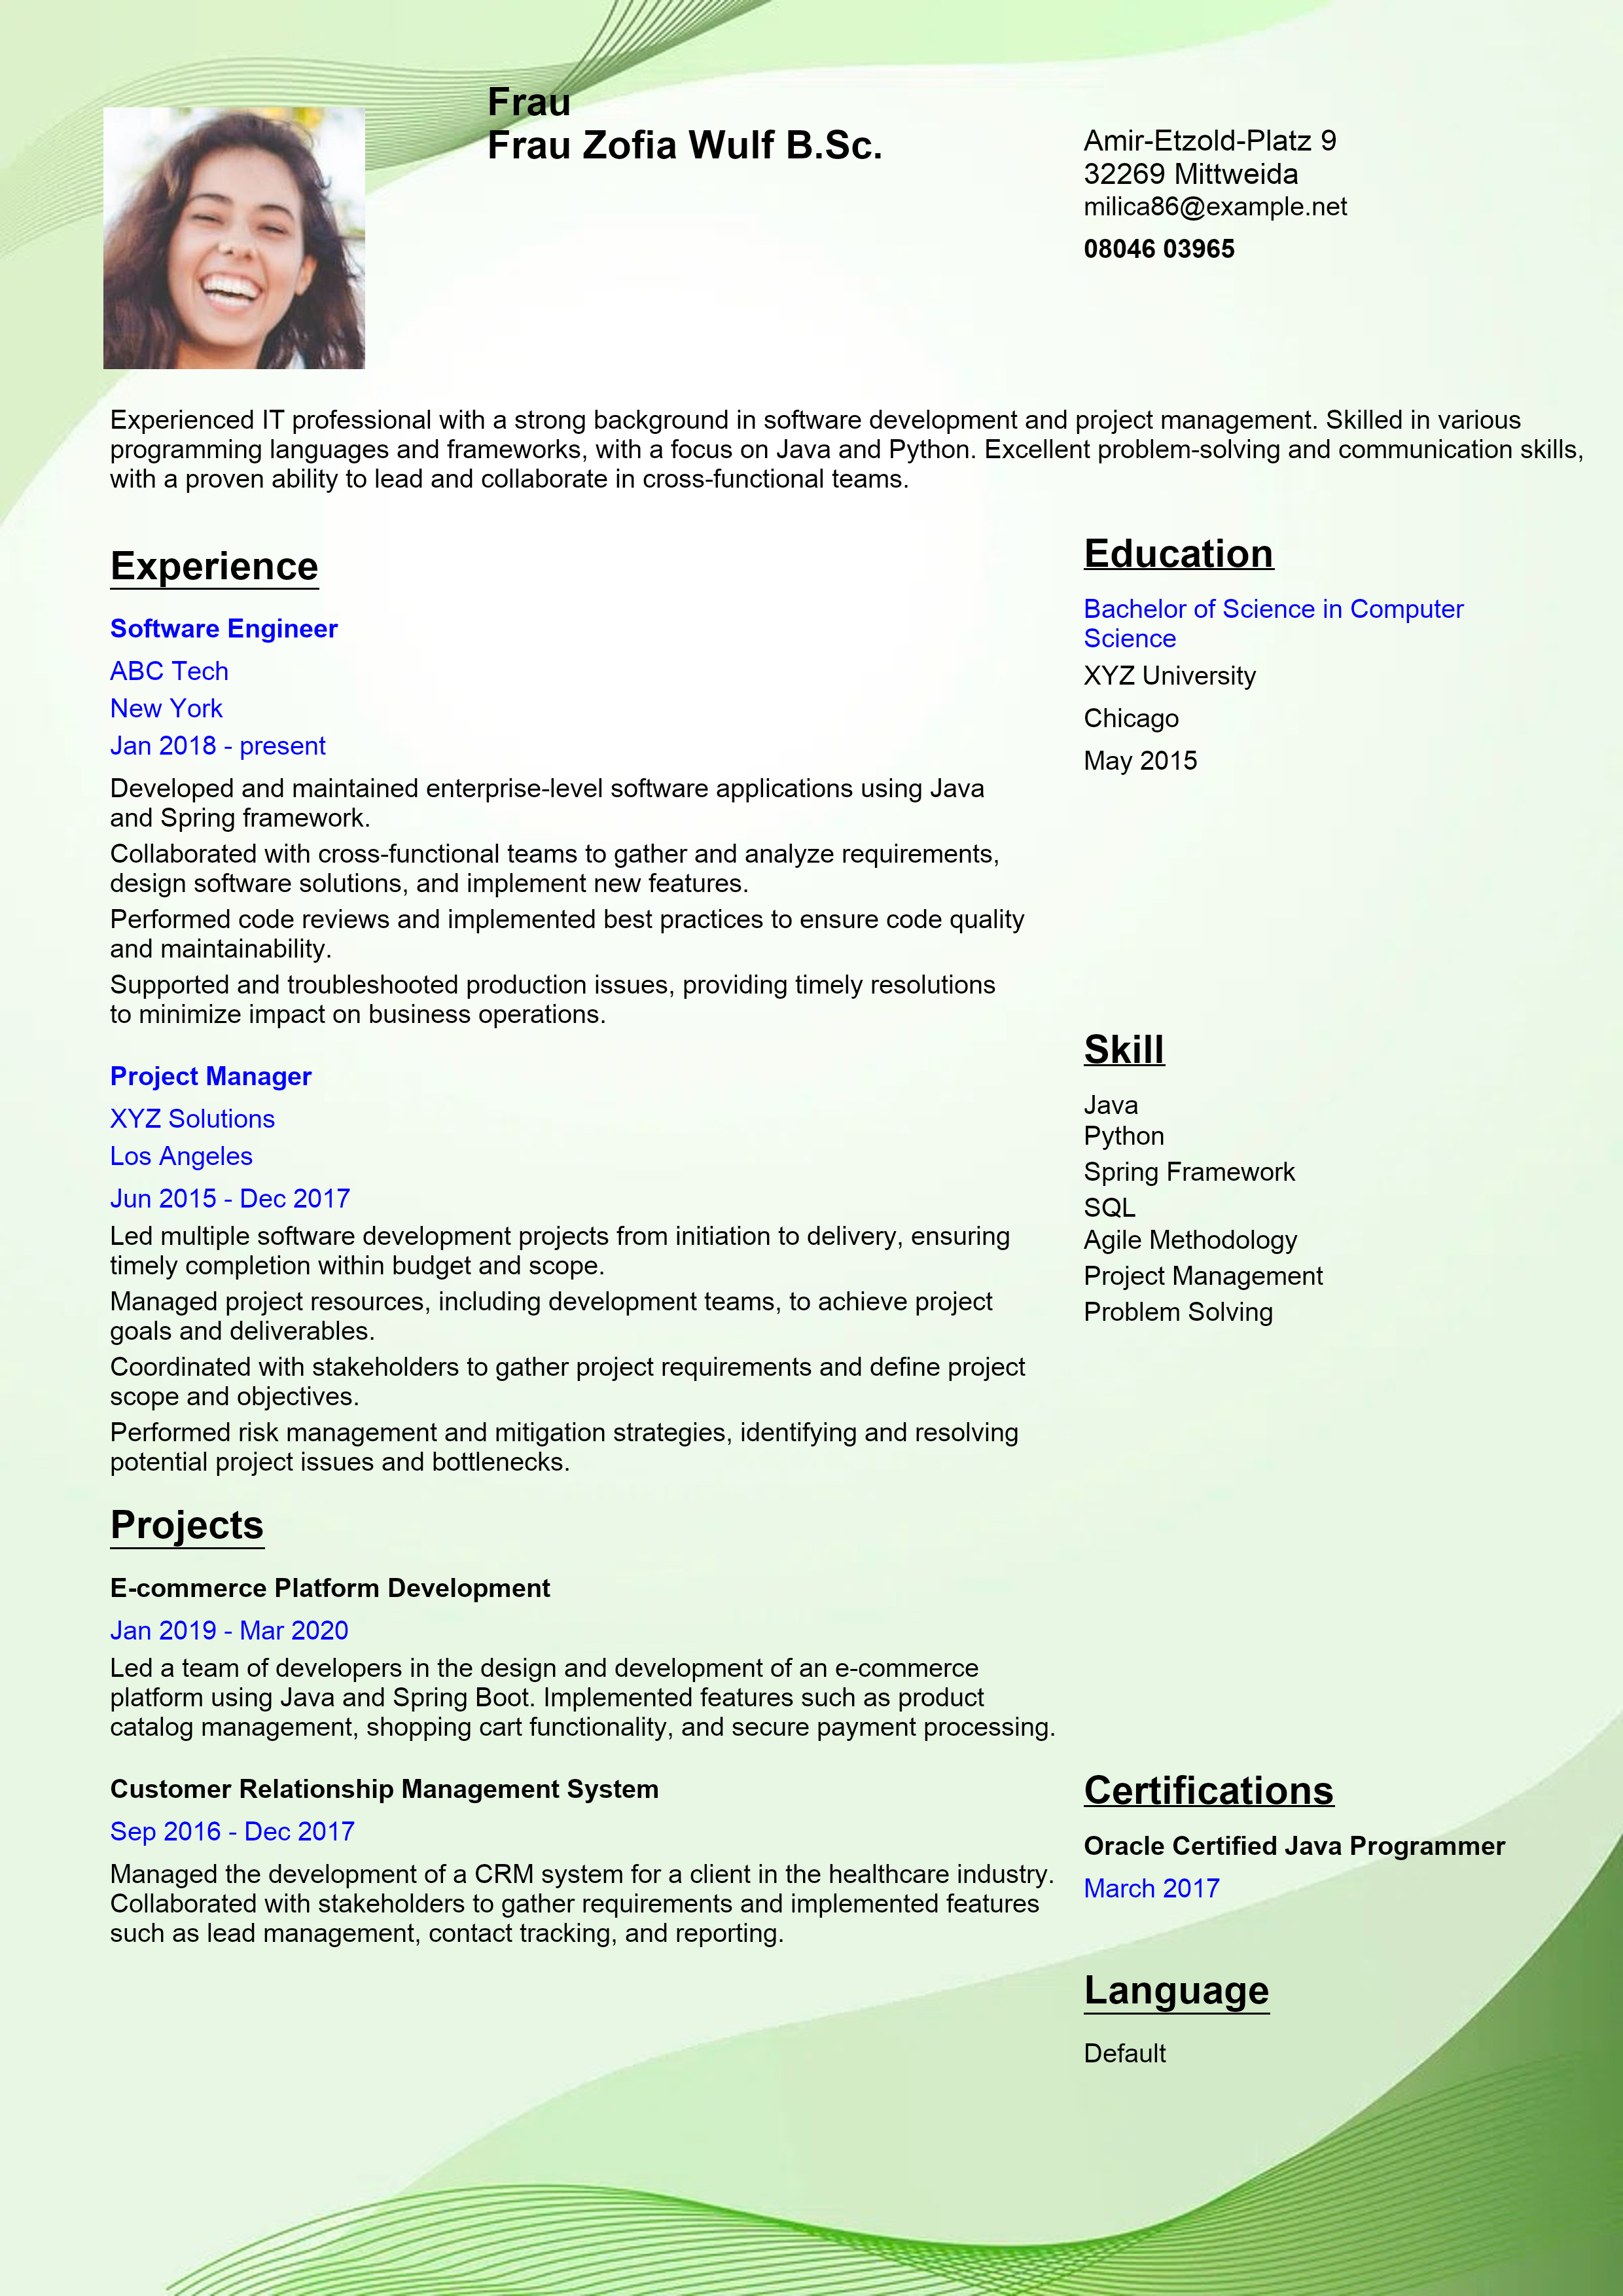 Frau
Frau Zofia Wulf B.Sc.
Amir-Etzold-Platz 9
32269 Mittweida
milica86@example.net
08046 03965
Experienced IT professional with a strong background in software development and project management. Skilled in various
programming languages and frameworks, with a focus on Java and Python. Excellent problem-solving and communication skills,
with a proven ability to lead and collaborate in cross-functional teams.
Experience
Software Engineer
ABC Tech
New York
Jan 2018 - present
Developed and maintained enterprise-level software applications using Java
and Spring framework.
Collaborated with cross-functional teams to gather and analyze requirements,
design software solutions, and implement new features.
Performed code reviews and implemented best practices to ensure code quality
and maintainability.
Supported and troubleshooted production issues, providing timely resolutions
to minimize impact on business operations.
Project Manager
XYZ Solutions
Los Angeles
Jun 2015 - Dec 2017
Led multiple software development projects from initiation to delivery, ensuring
timely completion within budget and scope.
Managed project resources, including development teams, to achieve project
goals and deliverables.
Coordinated with stakeholders to gather project requirements and define project
scope and objectives.
Performed risk management and mitigation strategies, identifying and resolving
potential project issues and bottlenecks.
Projects
E-commerce Platform Development
Jan 2019 - Mar 2020
Led a team of developers in the design and development of an e-commerce
platform using Java and Spring Boot. Implemented features such as product
catalog management, shopping cart functionality, and secure payment processing.
Customer Relationship Management System
Sep 2016 - Dec 2017
Managed the development of a CRM system for a client in the healthcare industry.
Collaborated with stakeholders to gather requirements and implemented features
such as lead management, contact tracking, and reporting.
Education
Bachelor of Science in Computer
Science
XYZ University
Chicago
May 2015
Skill
Java
Python
Spring Framework
SQL
Agile Methodology
Project Management
Problem Solving
Certifications
Oracle Certified Java Programmer
March 2017
Language
Default